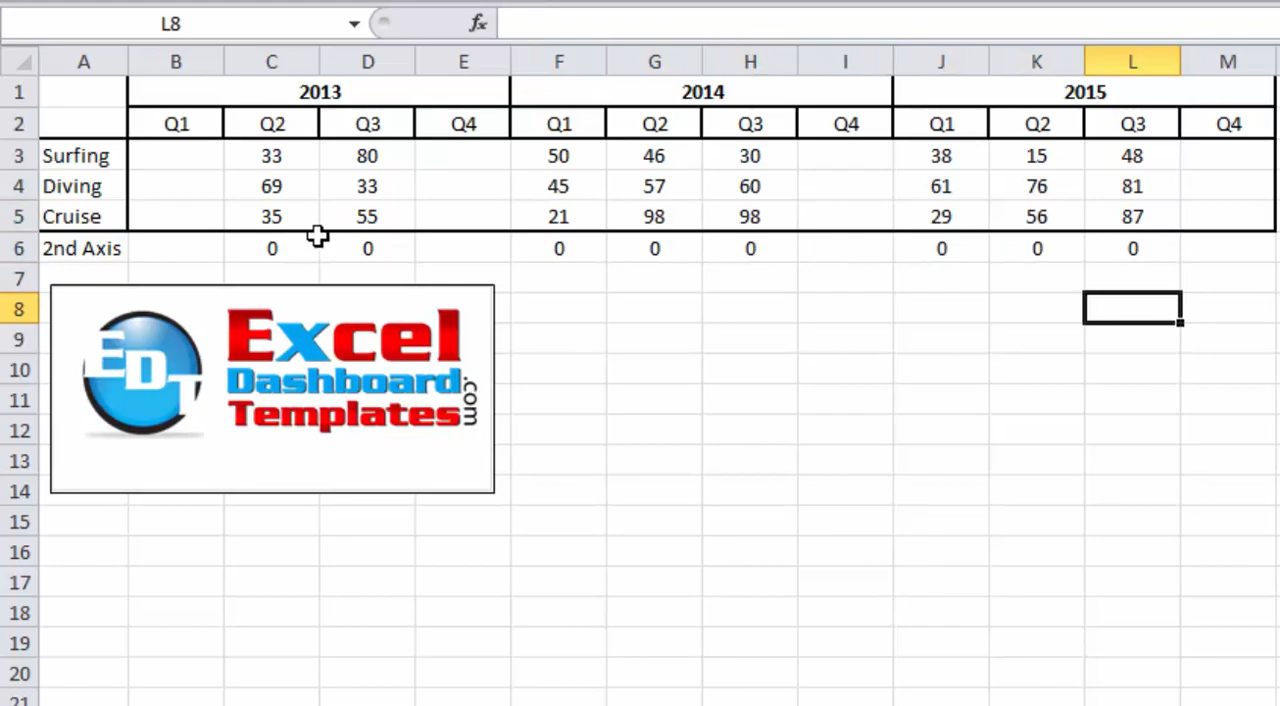 L8 fx
A B C D E F G H I J K L M
1 2013 2014 2015
2 Q1 Q2 Q3 Q4 Q1 Q2 Q3 Q4 Q1 Q2 Q3 Q4
3 Surfing 33 80 50 46 30 38 15 48
4 Diving 69 33 45 57 60 61 76 81
5 Cruise 35 55 21 98 98 29 56 87
6 2nd Axis 0 0 0 0 0 0 0 0
7
8
9
10
11
12
13
14
15
16
17
18
19
20
21
EDT
Excel
Dashboard
Templates
.com